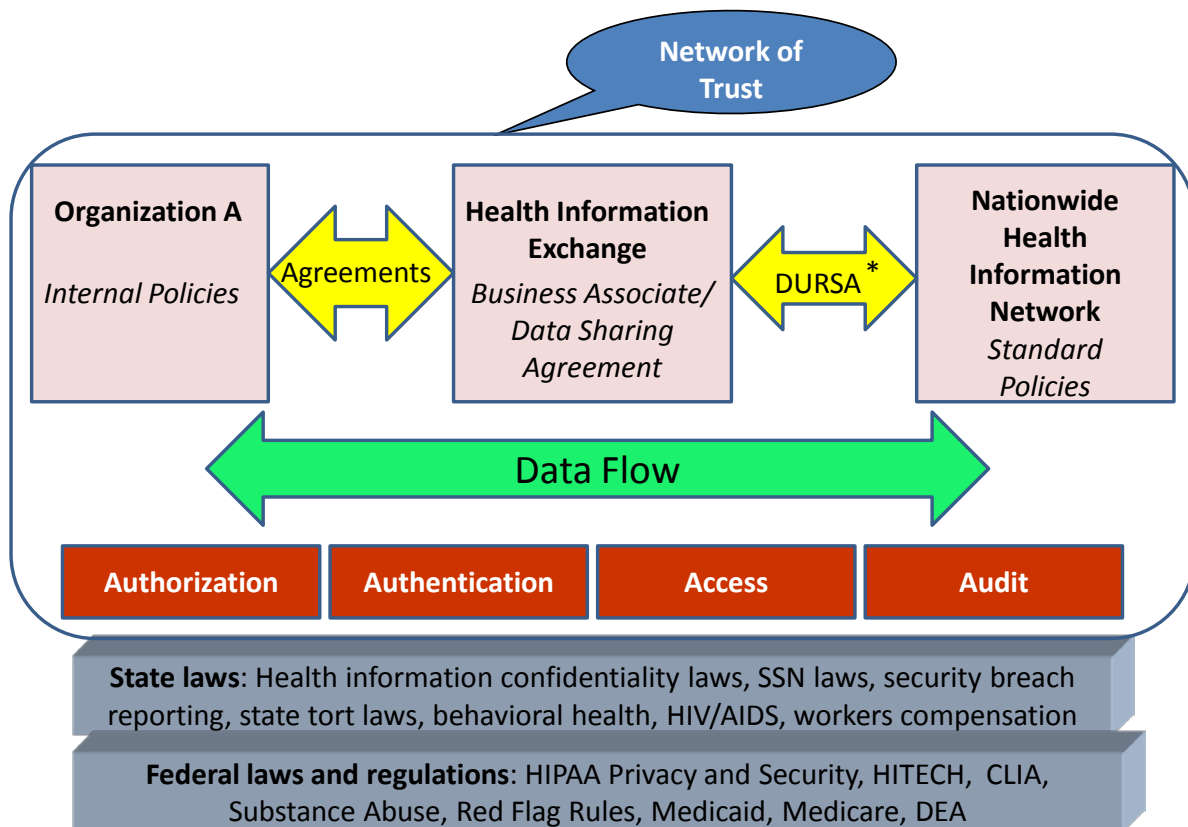 Network of
Trust
Organization A
Internal Policies
Agreements
Health Information
Exchange
Business Associate/
Data Sharing
Agreement
DURSA *
Nationwide
Health
Information
Network
Standard
Policies
Data Flow
Authorization
Authentication
Access
Audit
State laws: Health information confidentiality laws, SSN laws, security breach
reporting, state tort laws, behavioral health, HIV/AIDS, workers compensation
Federal laws and regulations: HIPAA Privacy and Security, HITECH, CLIA,
Substance Abuse, Red Flag Rules, Medicaid, Medicare, DEA